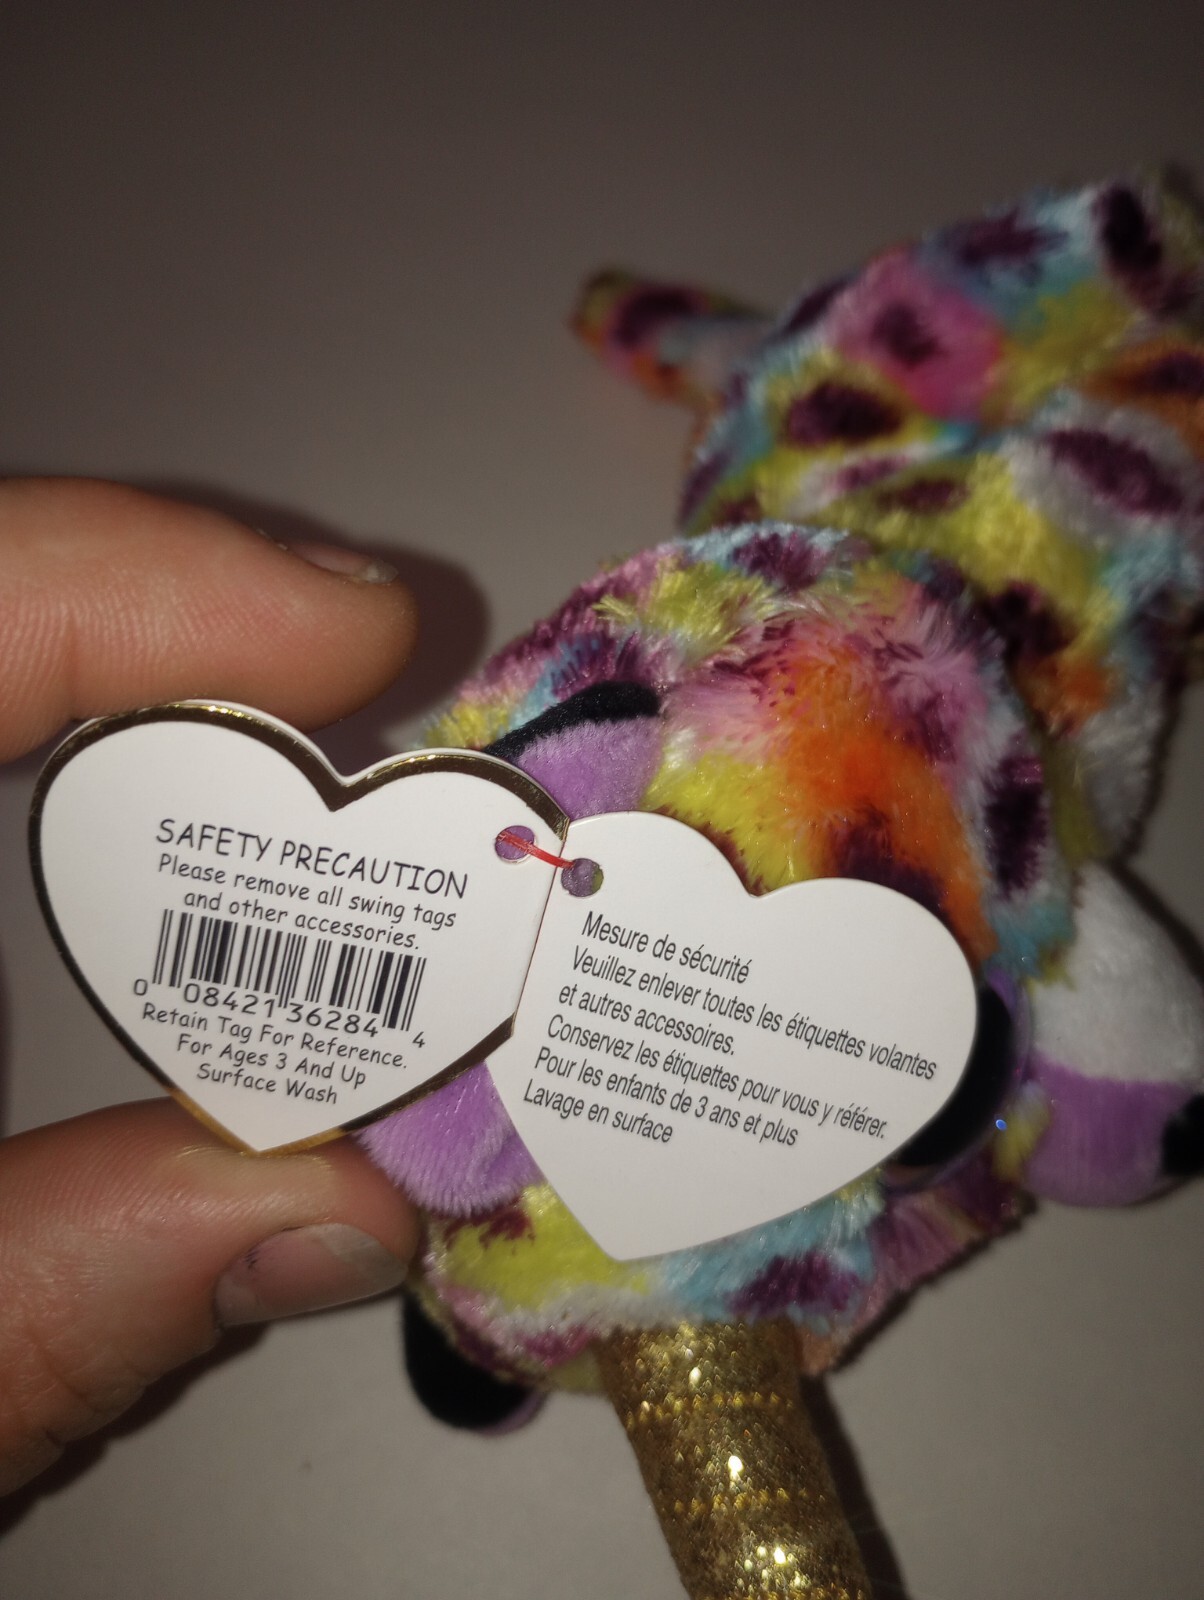 SAFETY PRECAUTION
Please remove all swing tags
and other accessories.
0 08421 36284 4
Retain Tag For Reference.
For Ages 3 And Up
Surface Wash
Mesure de sécurité
Veuillez enlever toutes les étiquettes volantes
et autres accessoires.
Conservez les étiquettes pour vous y référer.
Pour les enfants de 3 ans et plus
Lavage en surface